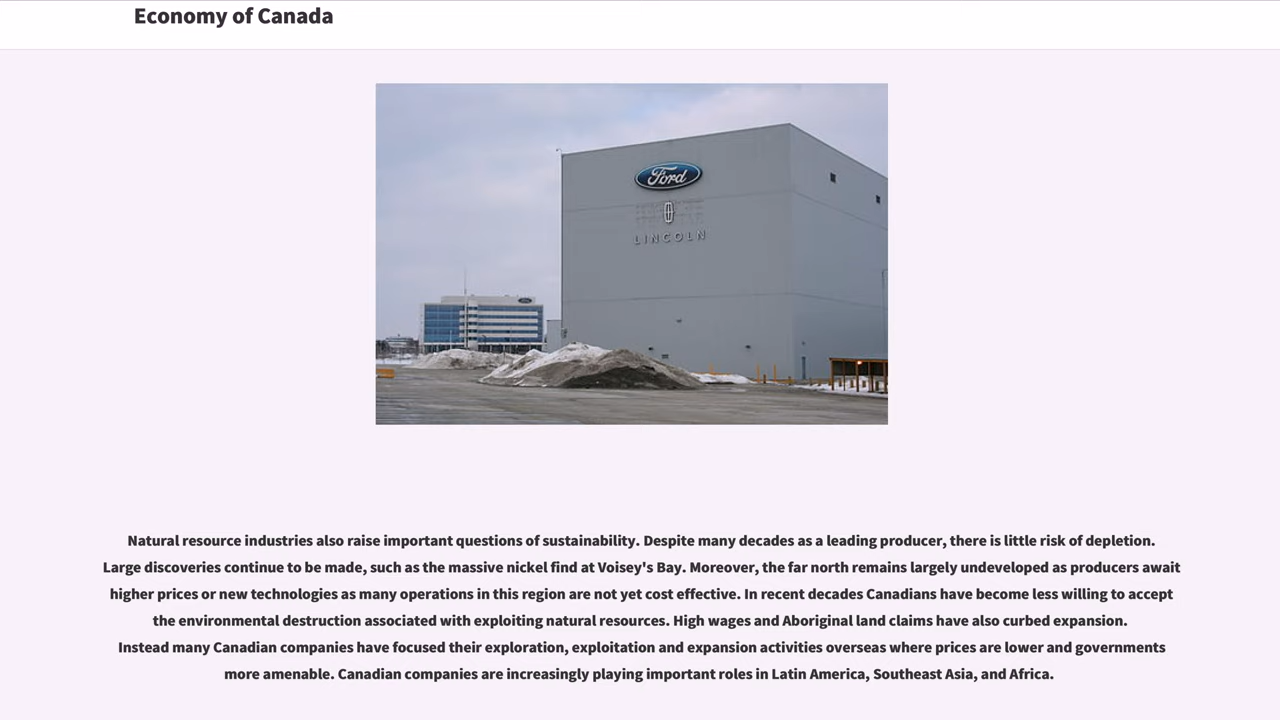 Economy of Canada
Ford
LINCOLN
Natural resource industries also raise important questions of sustainability. Despite many decades as a leading producer, there is little risk of depletion.
Large discoveries continue to be made, such as the massive nickel find at Voisey's Bay. Moreover, the far north remains largely undeveloped as producers await
higher prices or new technologies as many operations in this region are not yet cost effective. In recent decades Canadians have become less willing to accept
the environmental destruction associated with exploiting natural resources. High wages and Aboriginal land claims have also curbed expansion.
Instead many Canadian companies have focused their exploration, exploitation and expansion activities overseas where prices are lower and governments
more amenable. Canadian companies are increasingly playing important roles in Latin America, Southeast Asia, and Africa.